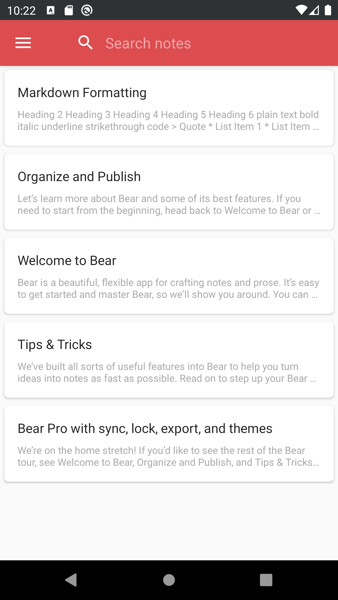 10:22
Search notes
Markdown Formatting
Heading 2 Heading 3 Heading 4 Heading 5 Heading 6 plain text bold
italic underline strikethrough code > Quote * List Item 1 * List Item ...
Organize and Publish
Let's learn more about Bear and some of its best features. If you
need to start from the beginning, head back to Welcome to Bear or ...
Welcome to Bear
Bear is a beautiful, flexible app for crafting notes and prose. It's easy
to get started and master Bear, so we'll show you around. You can ...
Tips & Tricks
We've built all sorts of useful features into Bear to help you turn
ideas into notes as fast as possible. Read on to step up your Bear ...
Bear Pro with sync, lock, export, and themes
We're on the home stretch! If you'd like to see the rest of the Bear
tour, see Welcome to Bear, Organize and Publish, and Tips & Tricks...